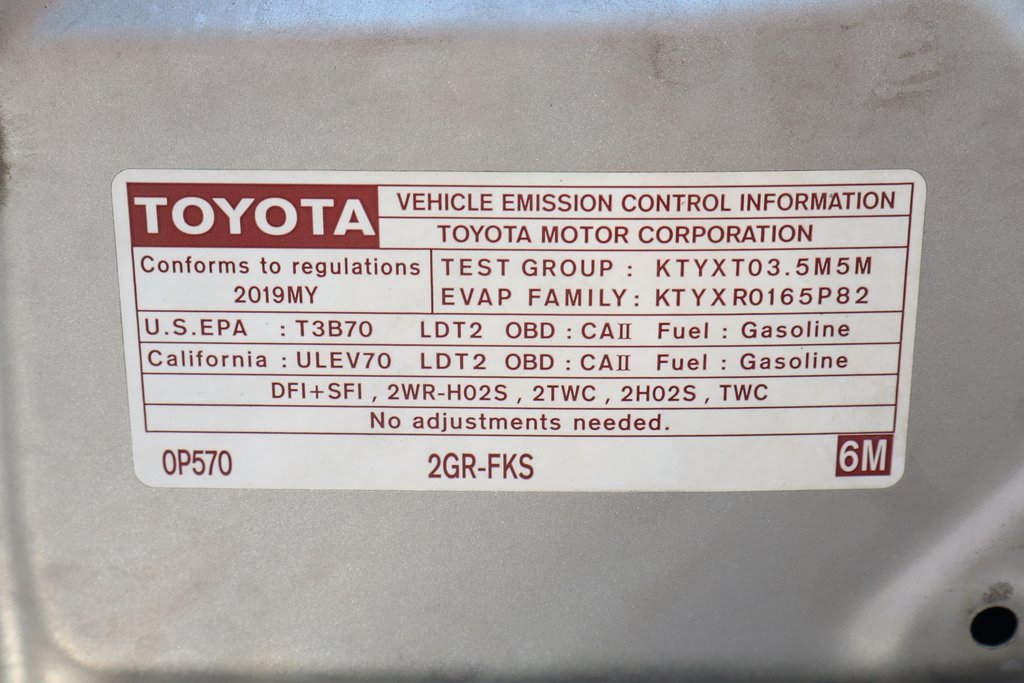 TOYOTA
VEHICLE EMISSION CONTROL INFORMATION
TOYOTA MOTOR CORPORATION
Conforms to regulations
2019MY
TEST GROUP : KTYXT03.5M5M
EVAP FAMILY: KTYXR0165P82
U.S.EPA : T3B70 LDT2 OBD : CAII Fuel : Gasoline
California : ULEV70 LDT2 OBD : CAII Fuel : Gasoline
DFI+SFI , 2WR-HO2S , 2TWC , 2HO2S , TWC
No adjustments needed.
0P570 2GR-FKS 6M